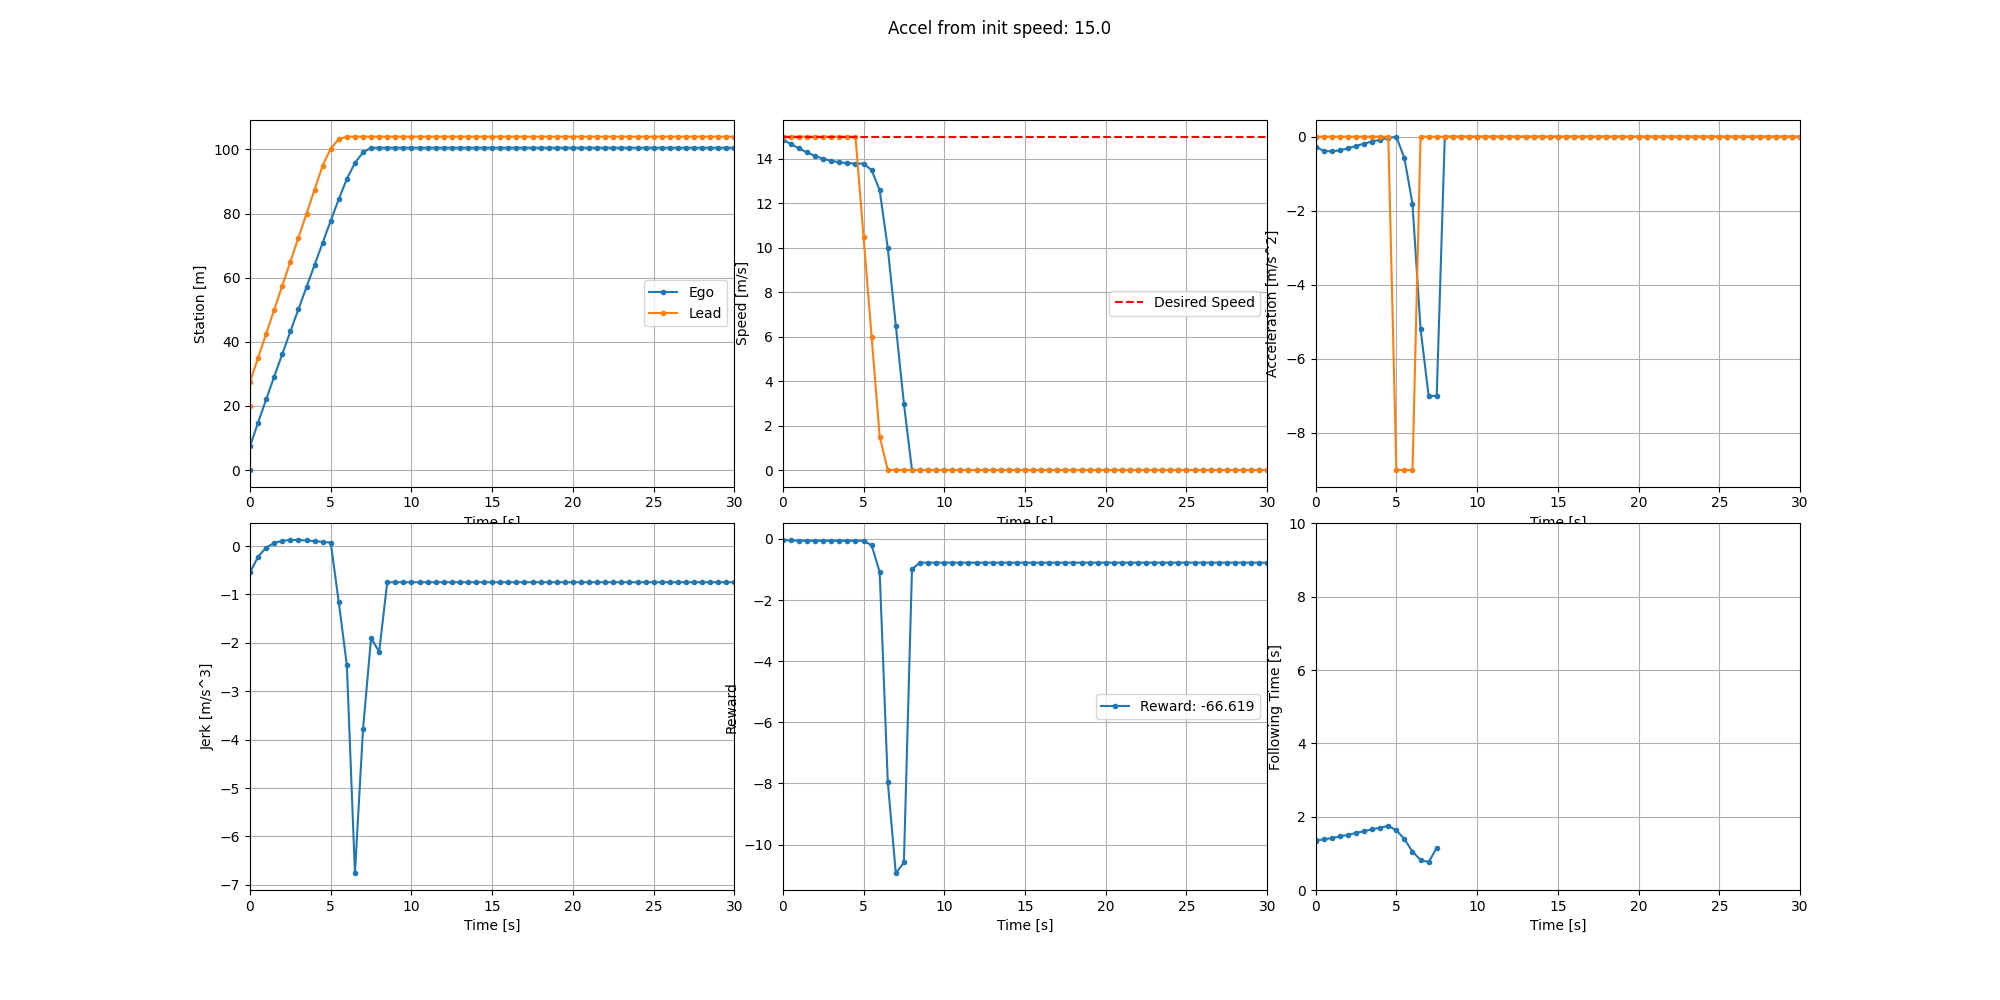 Accel from init speed: 15.0
Station [m]
100
80
60
40
20
0
Ego
Lead
0 5 10 15 20 25 30
Time [s]
Speed [m/s]
14
12
10
8
6
4
2
0
Desired Speed
0 5 10 15 20 25 30
Time [s]
Acceleration [m/s^2]
0
−2
−4
−6
−8
0 5 10 15 20 25 30
Time [s]
Jerk [m/s^3]
0
−1
−2
−3
−4
−5
−6
−7
0 5 10 15 20 25 30
Time [s]
Reward
0
−2
−4
−6
−8
−10
Reward: -66.619
0 5 10 15 20 25 30
Time [s]
Following Time [s]
10
8
6
4
2
0
0 5 10 15 20 25 30
Time [s]